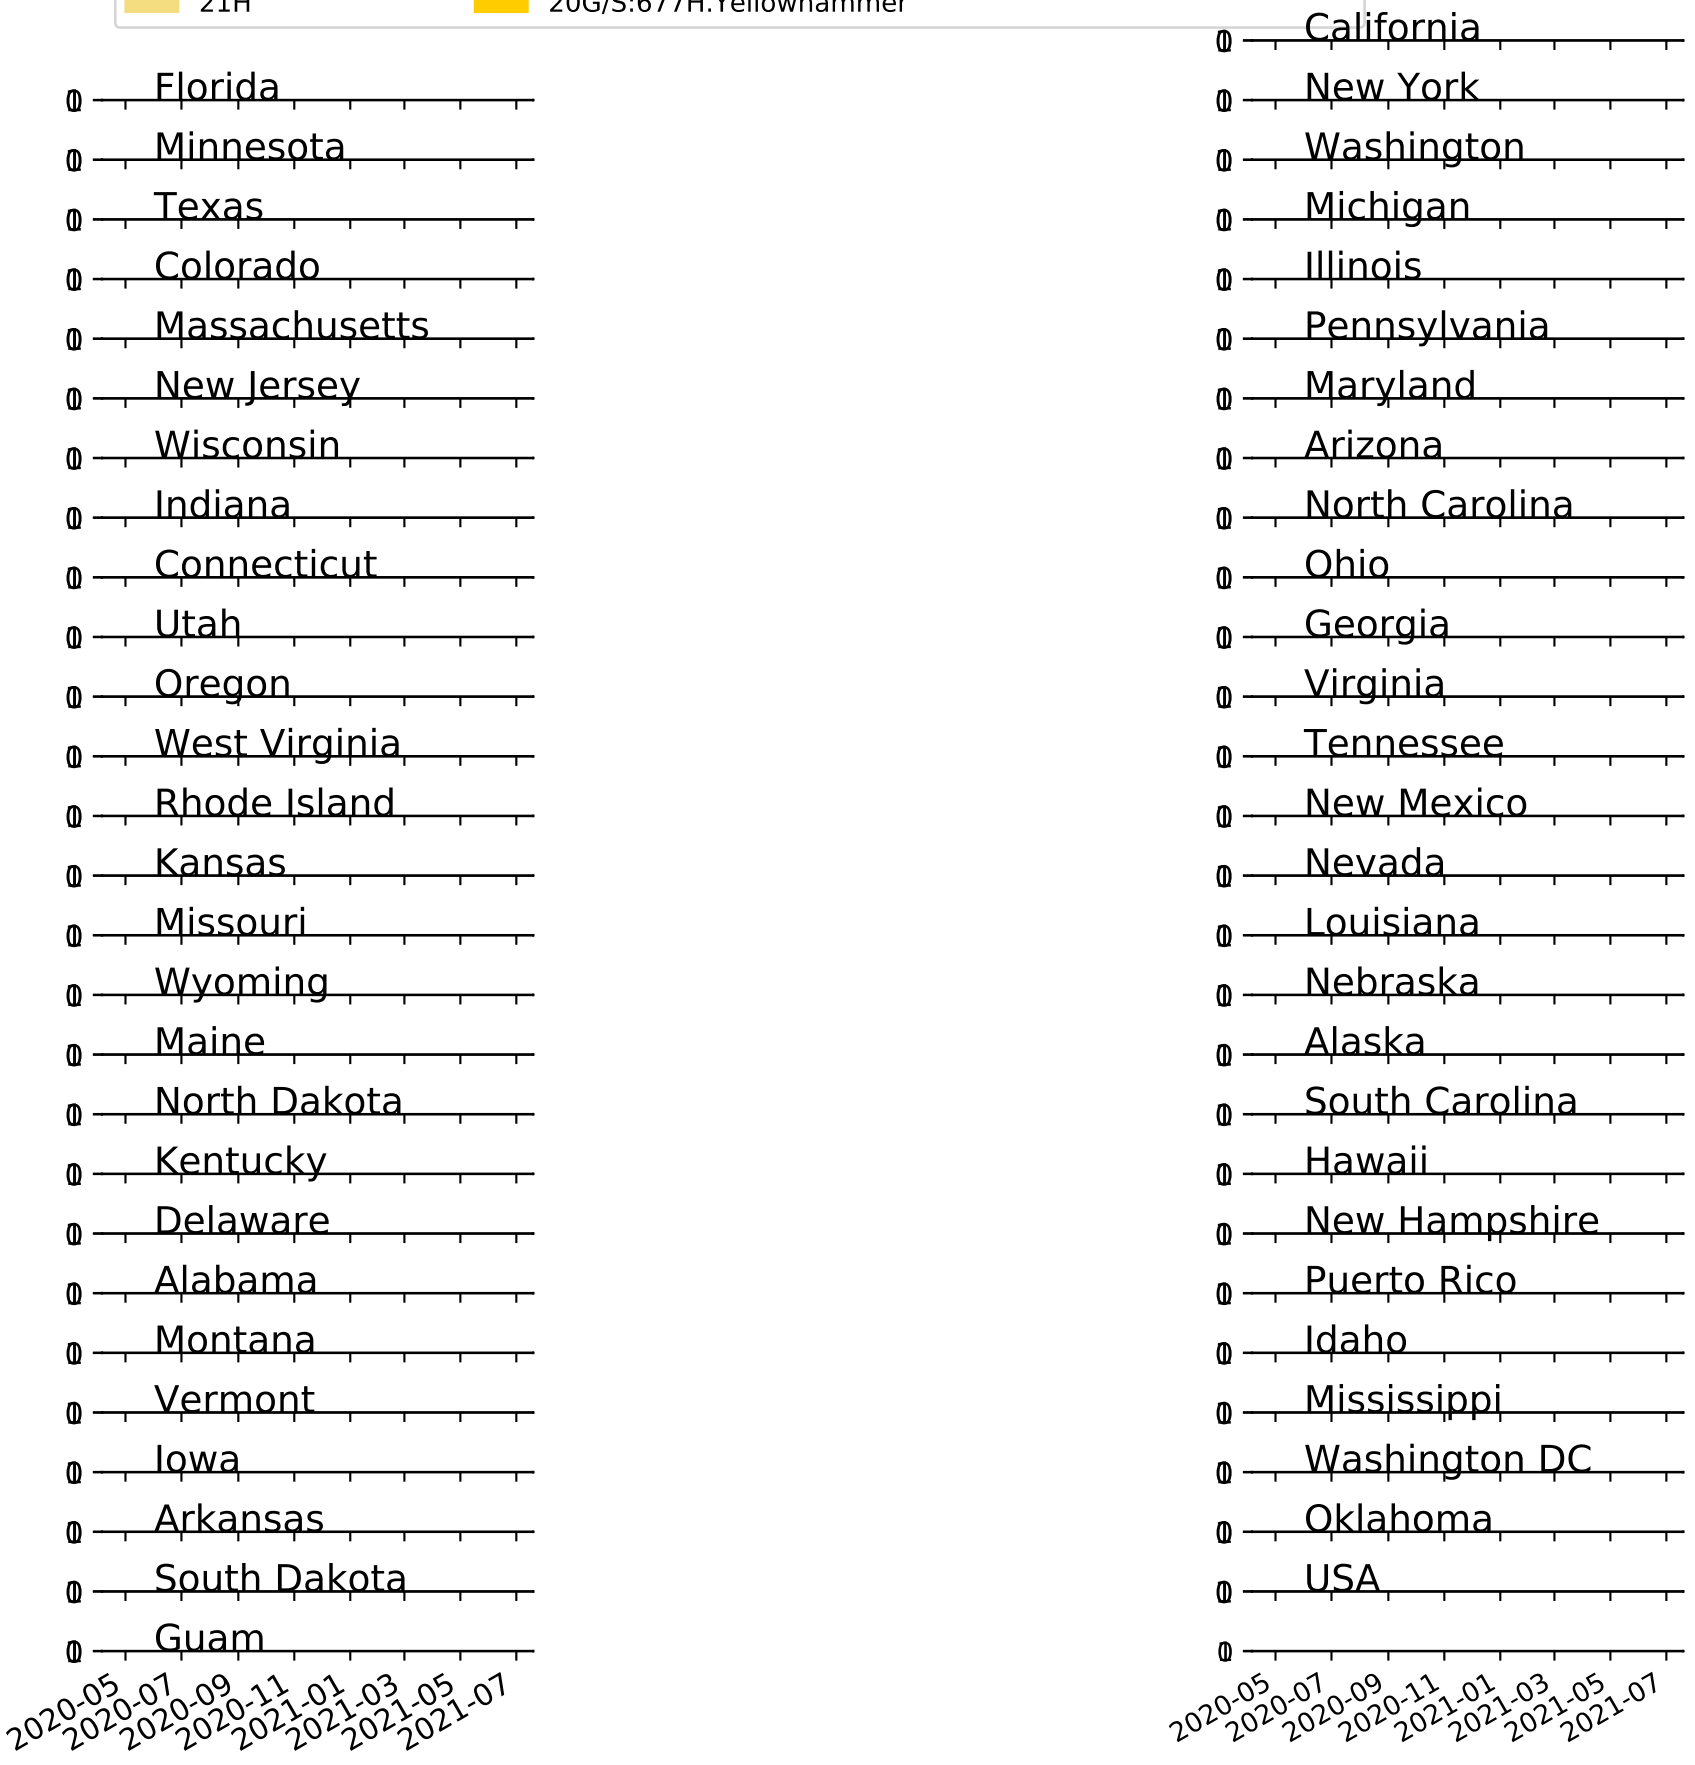 21H
20G/S:677H.Yellowhammer
Florida
Minnesota
Texas
Colorado
Massachusetts
New Jersey
Wisconsin
Indiana
Connecticut
Utah
Oregon
West Virginia
Rhode Island
Kansas
Missouri
Wyoming
Maine
North Dakota
Kentucky
Delaware
Alabama
Montana
Vermont
Iowa
Arkansas
South Dakota
Guam
2020-05
2020-07
2020-09
2020-11
2021-01
2021-03
2021-05
2021-07
California
New York
Washington
Michigan
Illinois
Pennsylvania
Maryland
Arizona
North Carolina
Ohio
Georgia
Virginia
Tennessee
New Mexico
Nevada
Louisiana
Nebraska
Alaska
South Carolina
Hawaii
New Hampshire
Puerto Rico
Idaho
Mississippi
Washington DC
Oklahoma
USA
2020-05
2020-07
2020-09
2020-11
2021-01
2021-03
2021-05
2021-07